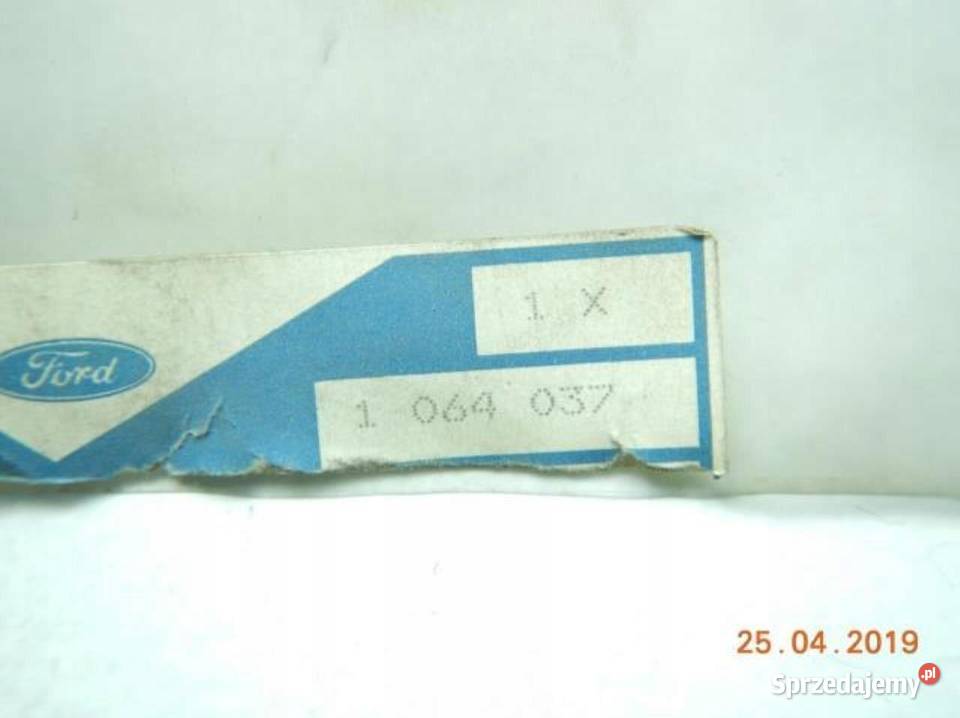 1 X
Ford
1 064 037
25.04.2019
Sprzedajemy.pl